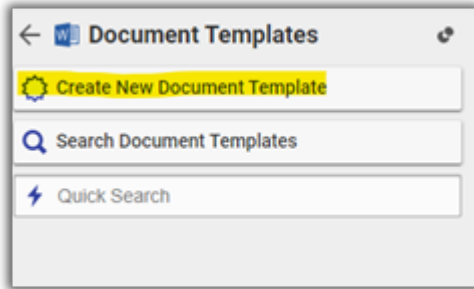 Document Templates
Create New Document Template
Search Document Templates
Quick Search